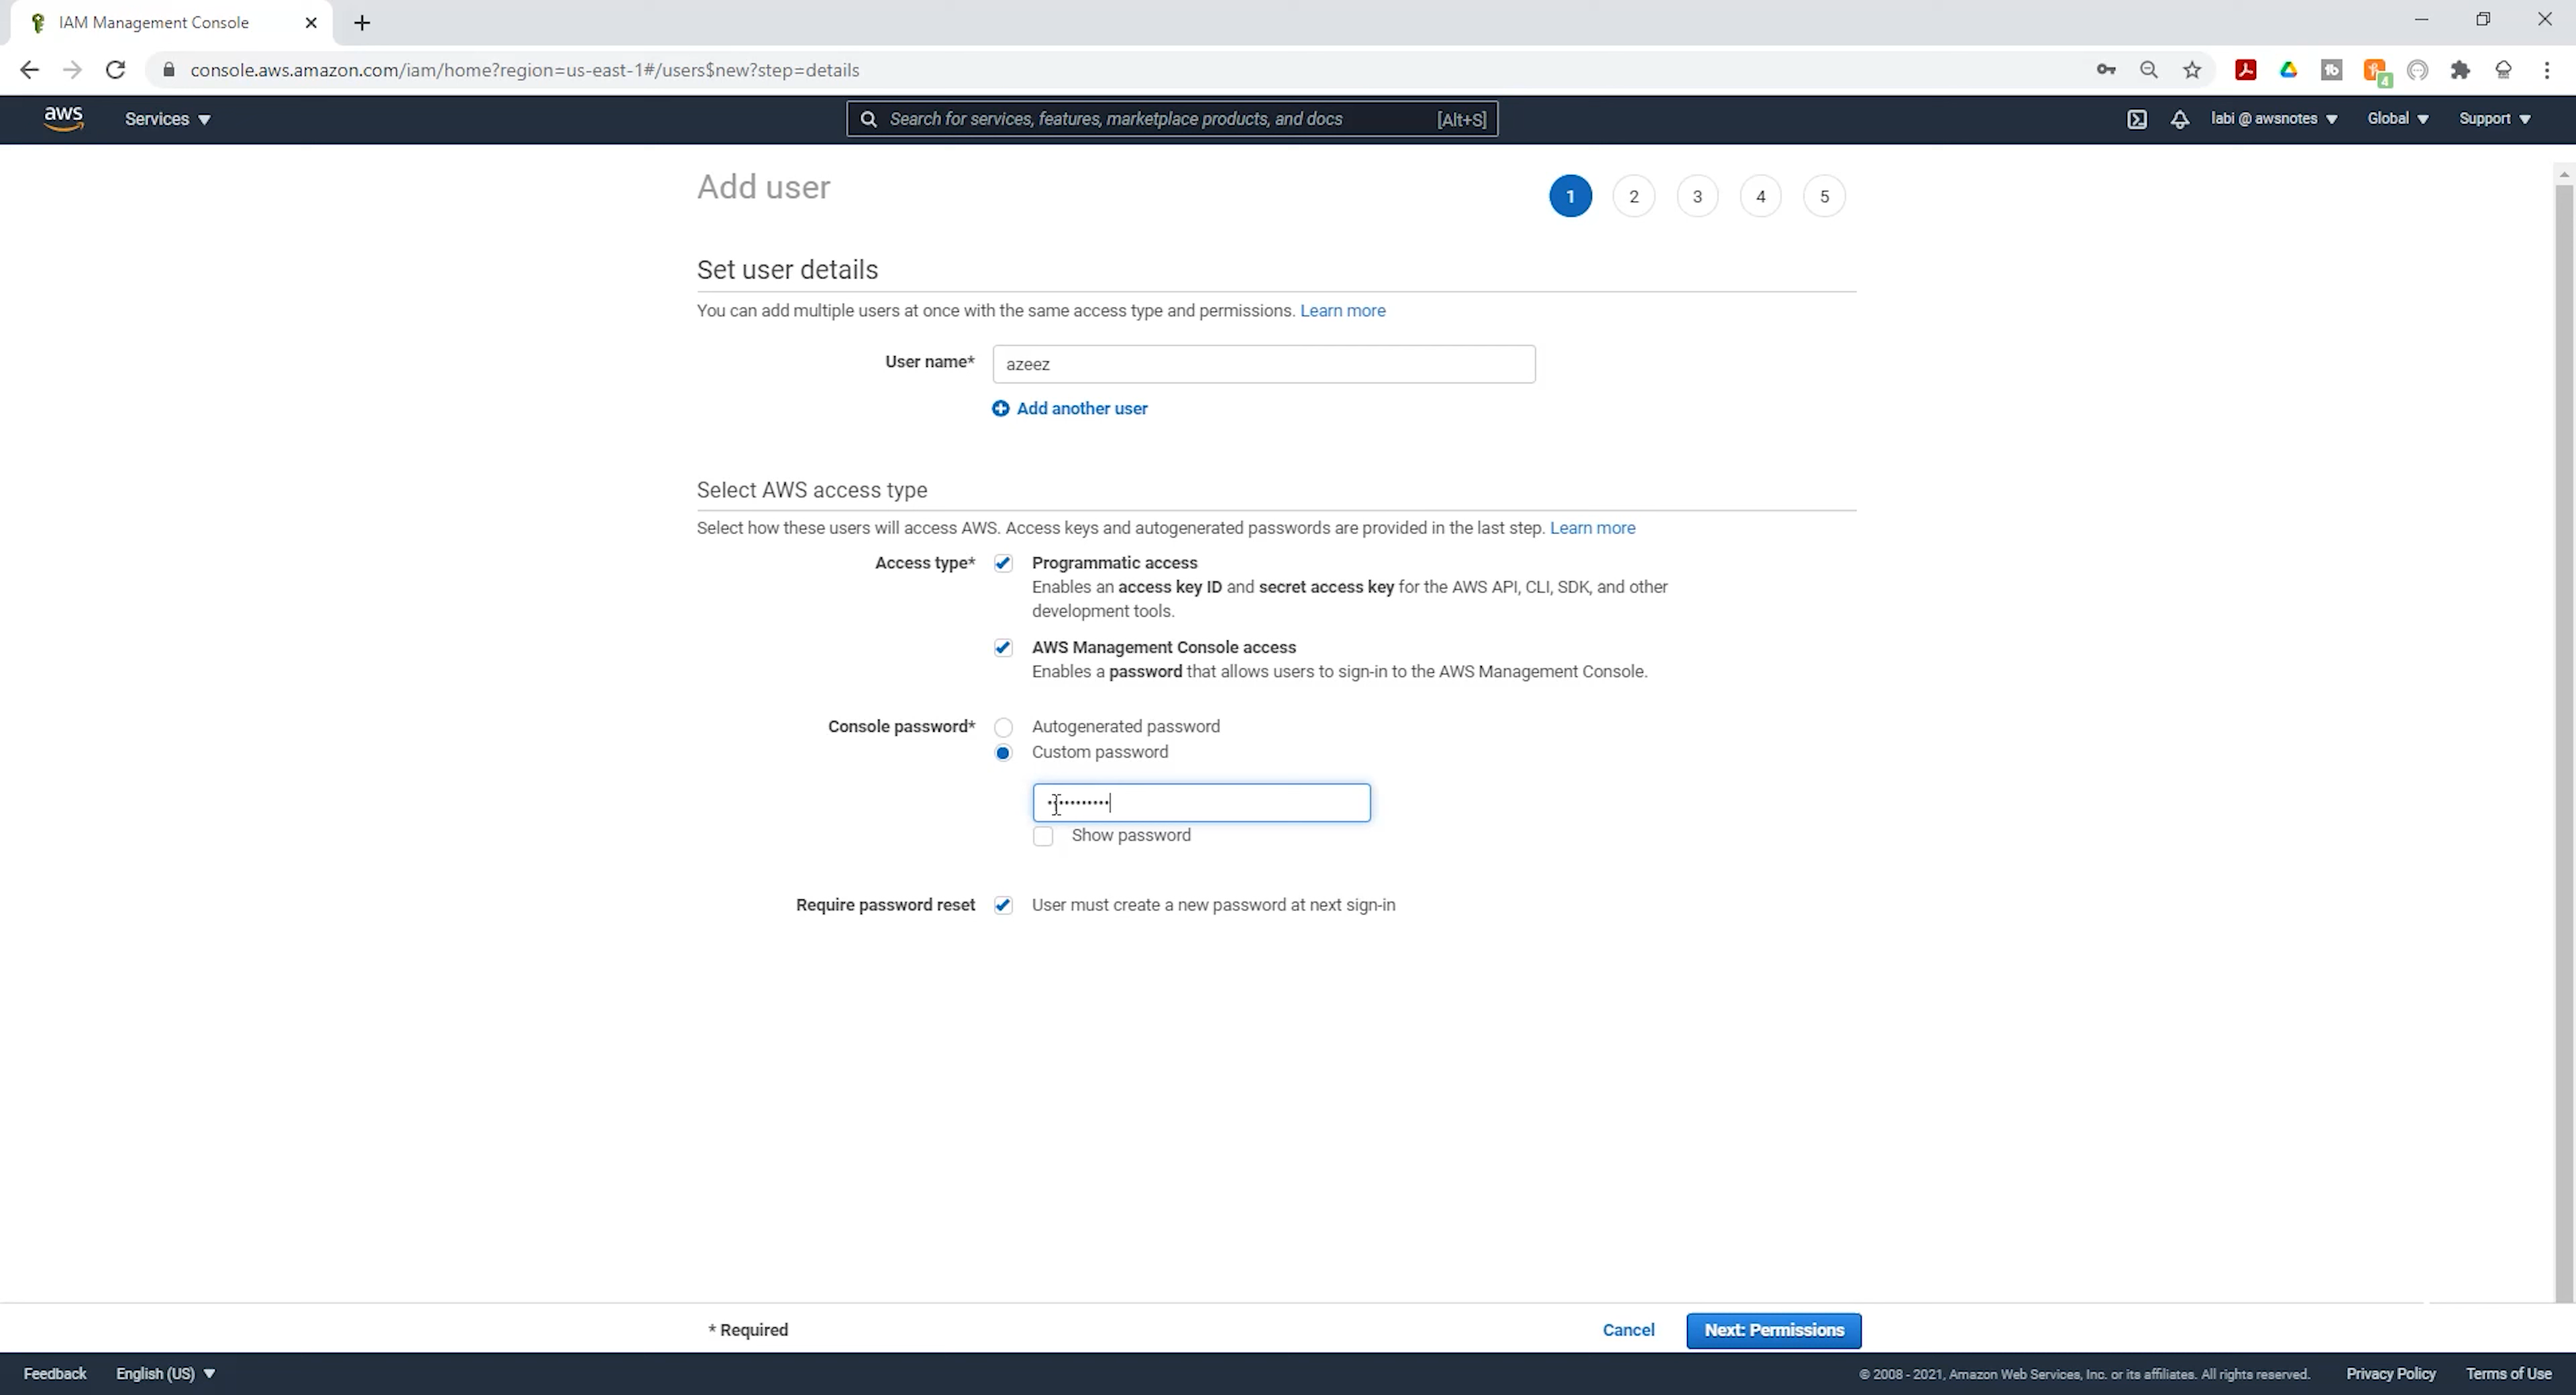 IAM Management Console
console.aws.amazon.com/iam/home?region=us-east-1#/users$new?step=details
4
aws Services Search for services, features, marketplace products, and docs [Alt+S] labi @ awsnotes Global Support
Add user 1 2 3 4 5
Set user details
You can add multiple users at once with the same access type and permissions. Learn more
User name* azeez
Add another user
Select AWS access type
Select how these users will access AWS. Access keys and autogenerated passwords are provided in the last step. Learn more
Access type* Programmatic access
Enables an access key ID and secret access key for the AWS API, CLI, SDK, and other
development tools.
AWS Management Console access
Enables a password that allows users to sign-in to the AWS Management Console.
Console password* Autogenerated password
Custom password
Show password
Require password reset User must create a new password at next sign-in
* Required Cancel Next: Permissions
Feedback English (US) © 2008 - 2021, Amazon Web Services, Inc. or its affiliates. All rights reserved. Privacy Policy Terms of Use